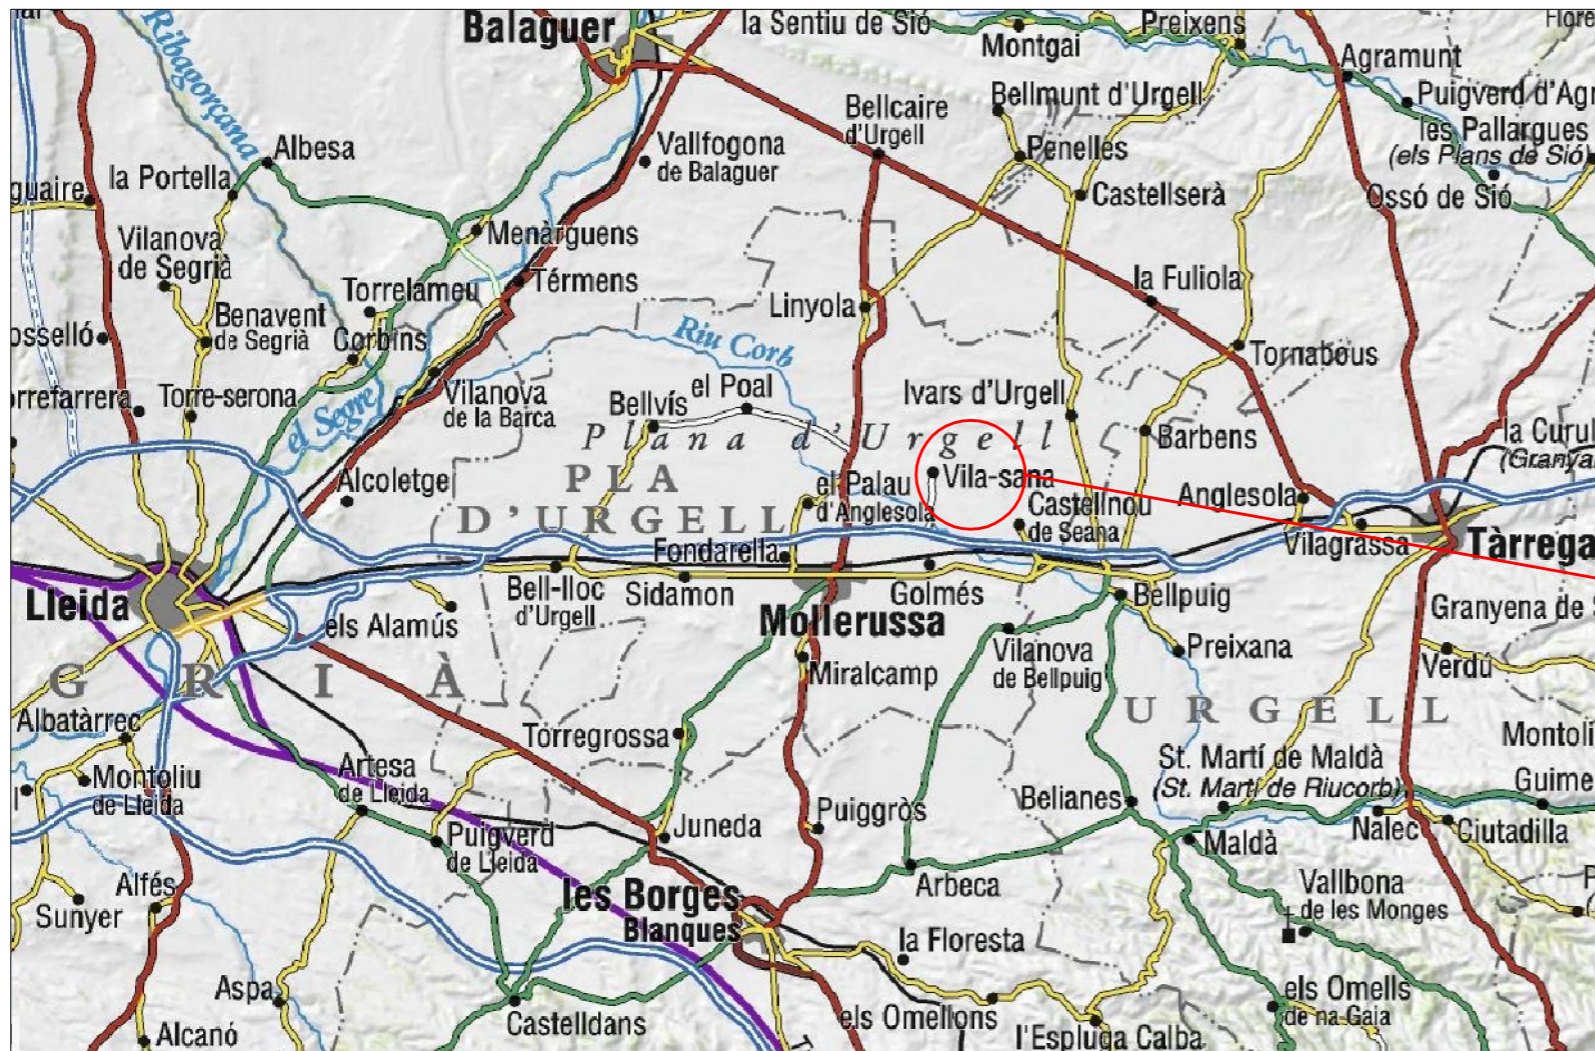 Balaguer
la Sentiu de Sió
Montgai
Preixens
Agramunt
Ribagorçana
Bellcaire
d'Urgell
Bellmunt d'Urgell
Puigverd d'Agr
les Pallargues
(els Plans de Sió)
Albesa
Vallfogona
de Balaguer
Penelles
la Portella
guaire
Castellserà
Ossó de Sió
Vilanova
de Segrià
Menàrguens
Térmens
la Fuliola
Torrelameu
Linyola
Benavent
de Segrià
osselló
Corbins
Riu Corb
Tornabous
Vilanova
de la Barca
el Poal
Ivars d'Urgell
orrefarrera
Torre-serona
Bellvís
el Segre
Plana d'Urgell
Barbens
la Curul
(Granya
Alcoletge
PLA
D'URGELL
el Palau
d'Anglesola
Vila-sana
Castellnou
de Seana
Anglesola
Fondarella
Vilagrassa
Tàrrega
Lleida
Bell-lloc
d'Urgell
Sidamon
Golmés
Bellpuig
els Alamús
Mollerussa
Granyena de S
Miralcamp
Vilanova
de Bellpuig
Preixana
Verdú
GRIÀ
URGELL
Albatàrrec
Torregrossa
Montoli
Montoliu
de Lleida
Artesa
de Lleida
St. Martí de Maldà
(St. Martí de Riucorb)
Guime
Puiggròs
Belianes
Puigverd
de Lleida
Juneda
Maldà
Nalec
Ciutadilla
Alfés
les Borges
Blanques
Arbeca
Vallbona
de les Monges
Sunyer
la Floresta
Aspa
Castelldans
els Omellons
els Omells
de na Gaia
Alcanó
l'Espluga Calba